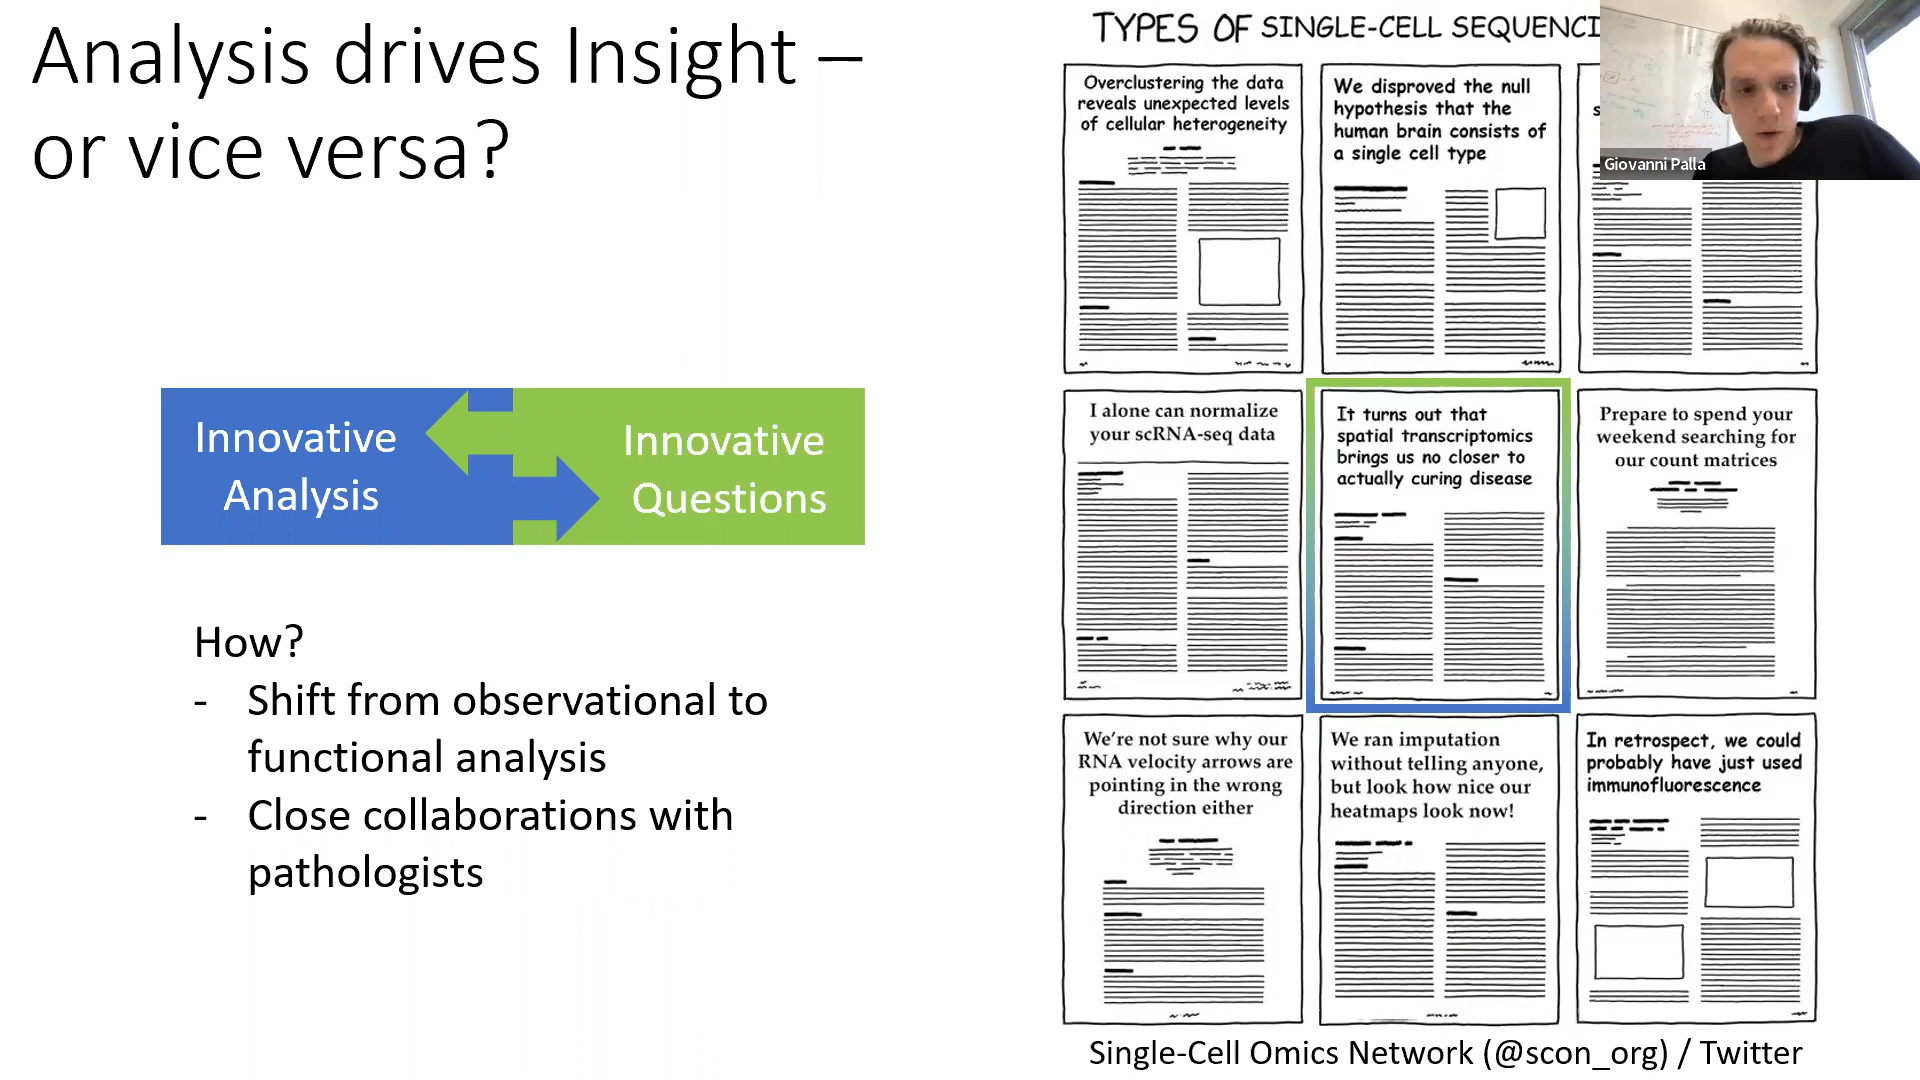 Analysis drives Insight –
or vice versa?
Innovative
Analysis
Innovative
Questions
How?
- Shift from observational to
functional analysis
- Close collaborations with
pathologists
TYPES OF SINGLE-CELL
Overclustering the data
reveals unexpected levels
of cellular heterogeneity
We disproved the null
hypothesis that the
human brain consists of
a single cell type
Giovanni Palla
I alone can normalize
your scRNA-seq data
It turns out that
spatial transcriptomics
brings us no closer to
actually curing disease
Prepare to spend your
weekend searching for
our count matrices
We're not sure why our
RNA velocity arrows are
pointing in the wrong
direction either
We ran imputation
without telling anyone,
but look how nice our
heatmaps look now!
In retrospect, we could
probably have just used
immunofluorescence
Single-Cell Omics Network (@scon_org) / Twitter